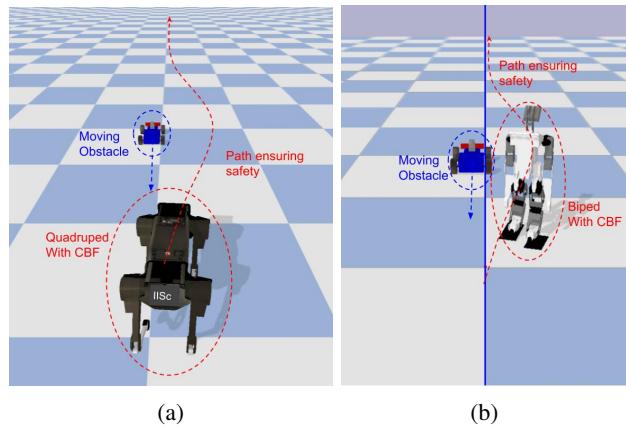 Moving
Obstacle
Path ensuring
safety
Quadruped
With CBF
IISc
(a)
Path ensuring
safety
Moving
Obstacle
Biped
With CBF
(b)